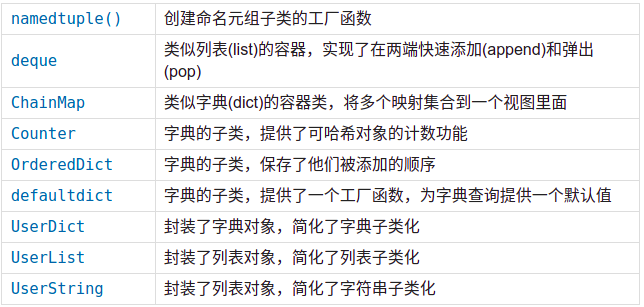 namedtuple() 创建命名元组子类的工厂函数
deque 类似列表(list)的容器，实现了在两端快速添加(append)和弹出
(pop)
ChainMap 类似字典(dict)的容器类，将多个映射集合到一个视图里面
Counter 字典的子类，提供了可哈希对象的计数功能
OrderedDict 字典的子类，保存了他们被添加的顺序
defaultdict 字典的子类，提供了一个工厂函数，为字典查询提供一个默认值
UserDict 封装了字典对象，简化了字典子类化
UserList 封装了列表对象，简化了列表子类化
UserString 封装了列表对象，简化了字符串子类化